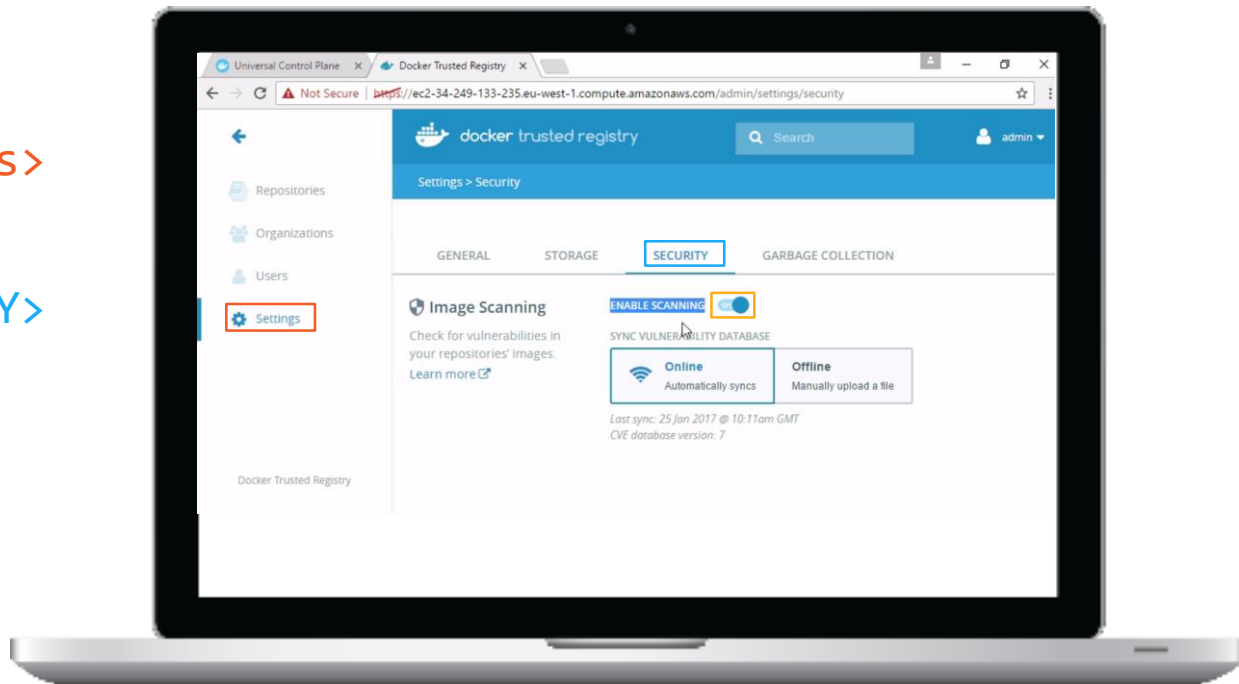 s>
Y>
Universal Control Plane
Docker Trusted Registry
Not Secure | https://ec2-34-249-133-235.eu-west-1.compute.amazonaws.com/admin/settings/security
docker trusted registry
Search
admin
Settings > Security
Repositories
Organizations
Users
Settings
Docker Trusted Registry
GENERAL STORAGE SECURITY GARBAGE COLLECTION
Image Scanning
Check for vulnerabilities in
your repositories' images.
Learn more
ENABLE SCANNING
SYNC VULNERABILITY DATABASE
Online
Automatically syncs
Offline
Manually upload a file
Last sync: 25 Jan 2017 @ 10:11am GMT
CVE database version: 7